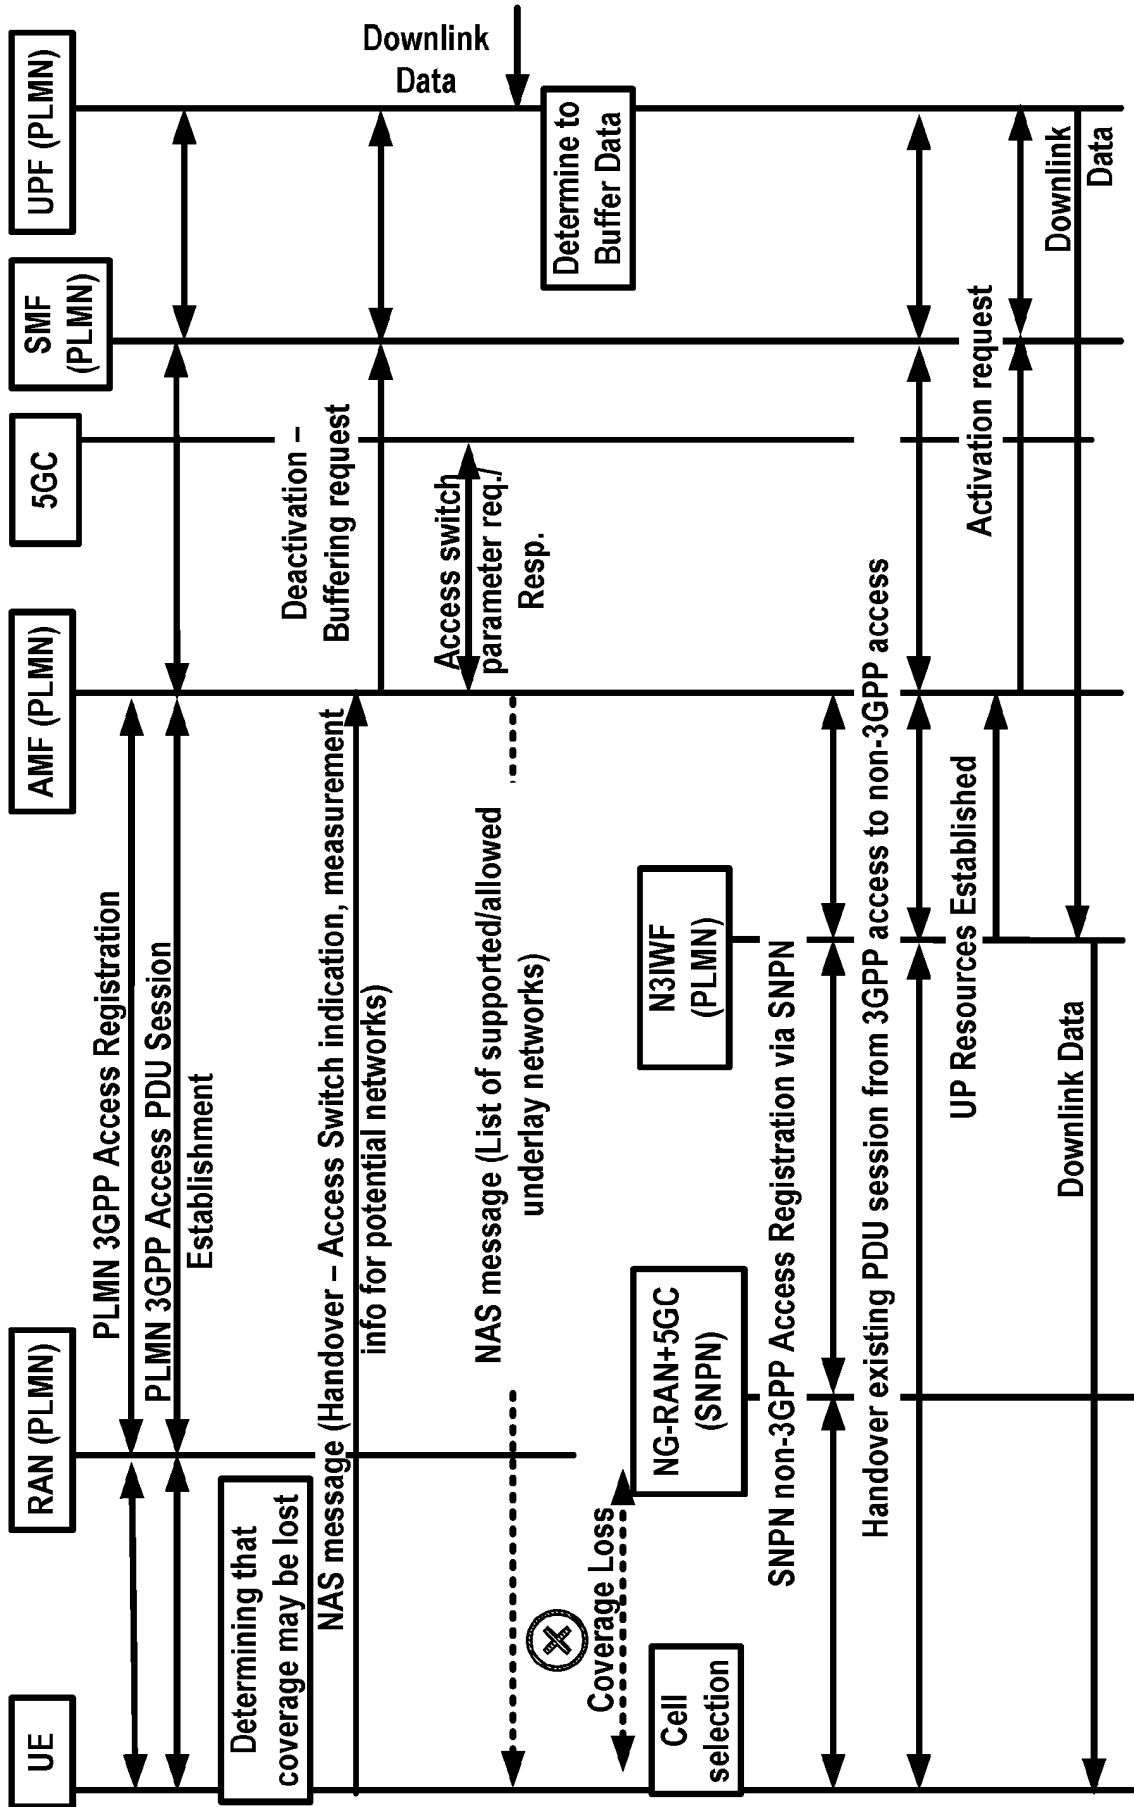 UE
RAN (PLMN)
AMF (PLMN)
5GC
SMF
(PLMN)
UPF (PLMN)
PLMN 3GPP Access Registration
PLMN 3GPP Access PDU Session
Establishment
Determining that
coverage may be lost
NAS message (Handover – Access Switch indication, measurement
info for potential networks)
Deactivation –
Buffering request
Access switch
parameter req./
Resp.
Downlink
Data
NAS message (List of supported/allowed
underlay networks)
Determine to
Buffer Data
Coverage Loss
NG-RAN+5GC
(SNPN)
N3IWF
(PLMN)
Cell
selection
SNPN non-3GPP Access Registration via SNPN
Handover existing PDU session from 3GPP access to non-3GPP access
UP Resources Established
Activation request
Downlink
Data
Downlink Data